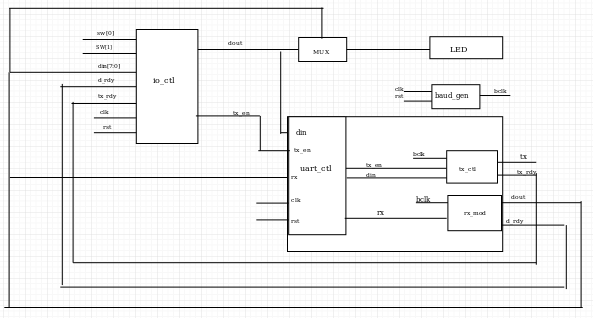 sw[0]
SW[1]
dout
MUX
LED
din[7:0]
d_rdy
io_ctl
tx_rdy
clk
rst
tx_en
clk
rst
baud_gen
bclk
din
tx_en
uart_ctl
rx
clk
rst
tx_en
din
bclk
tx_ctl
tx
tx_rdy
bclk
rx
rx_mod
dout
d_rdy